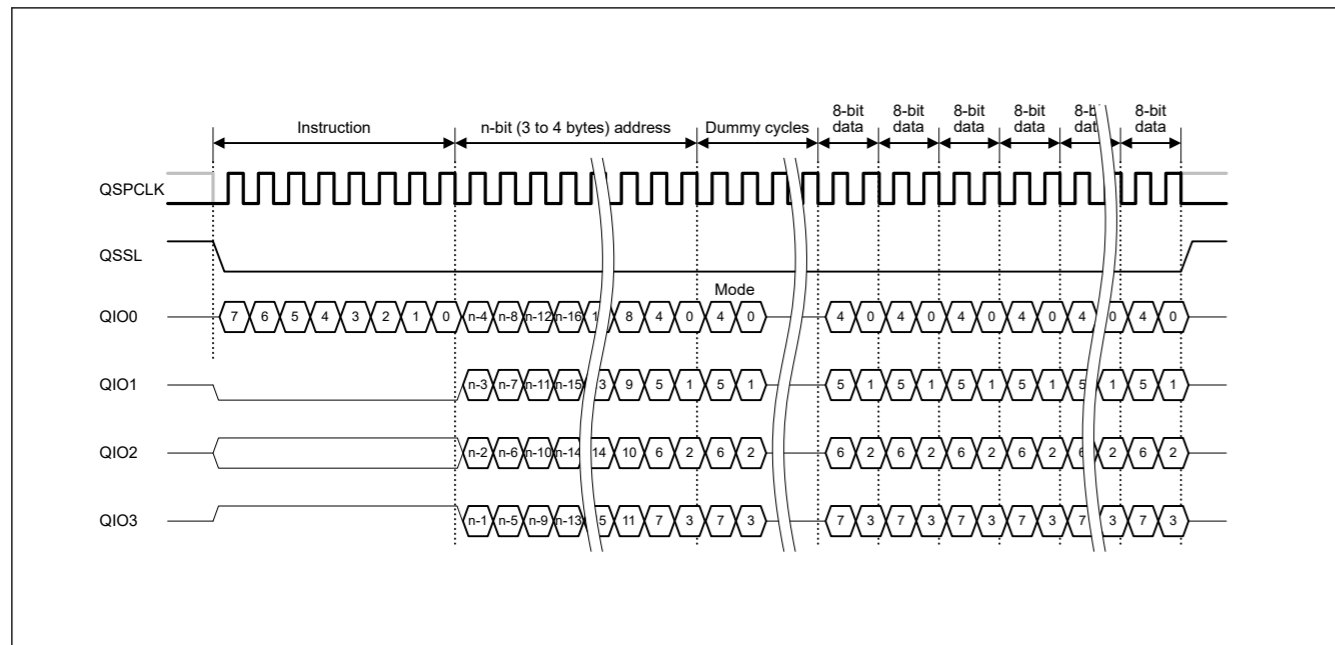 8-bit 8-bit 8-bit 8-bit 8-bit
Instruction n-bit (3 to 4 bytes) address Dummy cycles data data data data data data
QSPCLK
QSSL
Mode
QIO0 7 6 5 4 3 2 1 0 n-4 n-8 n-12 n-16 8 4 0 4 0 4 0 4 0 4 0 4 0 4 0 4 0
QIO1 n-3 n-7 n-11 n-15 9 5 1 5 1 5 1 5 1 5 1 5 1 5 1 5 1
QIO2 n-2 n-6 n-10 n-14 14 10 6 2 6 2 6 2 6 2 6 2 6 2 6 2 6 2
QIO3 n-1 n-5 n-9 n-13 11 7 3 7 3 7 3 7 3 7 3 7 3 7 3 7 3